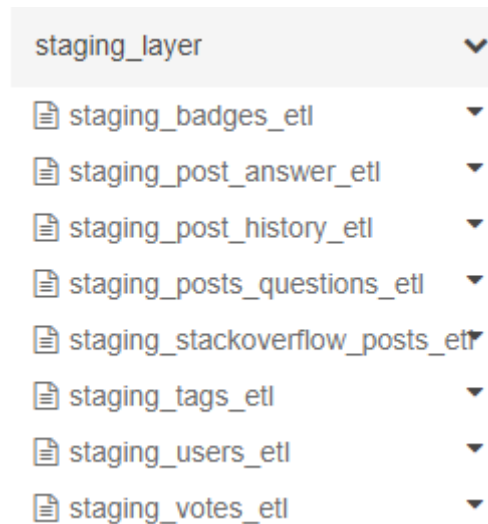 staging_layer
staging_badges_etl
staging_post_answer_etl
staging_post_history_etl
staging_posts_questions_etl
staging_stackoverflow_posts_etl
staging_tags_etl
staging_users_etl
staging_votes_etl